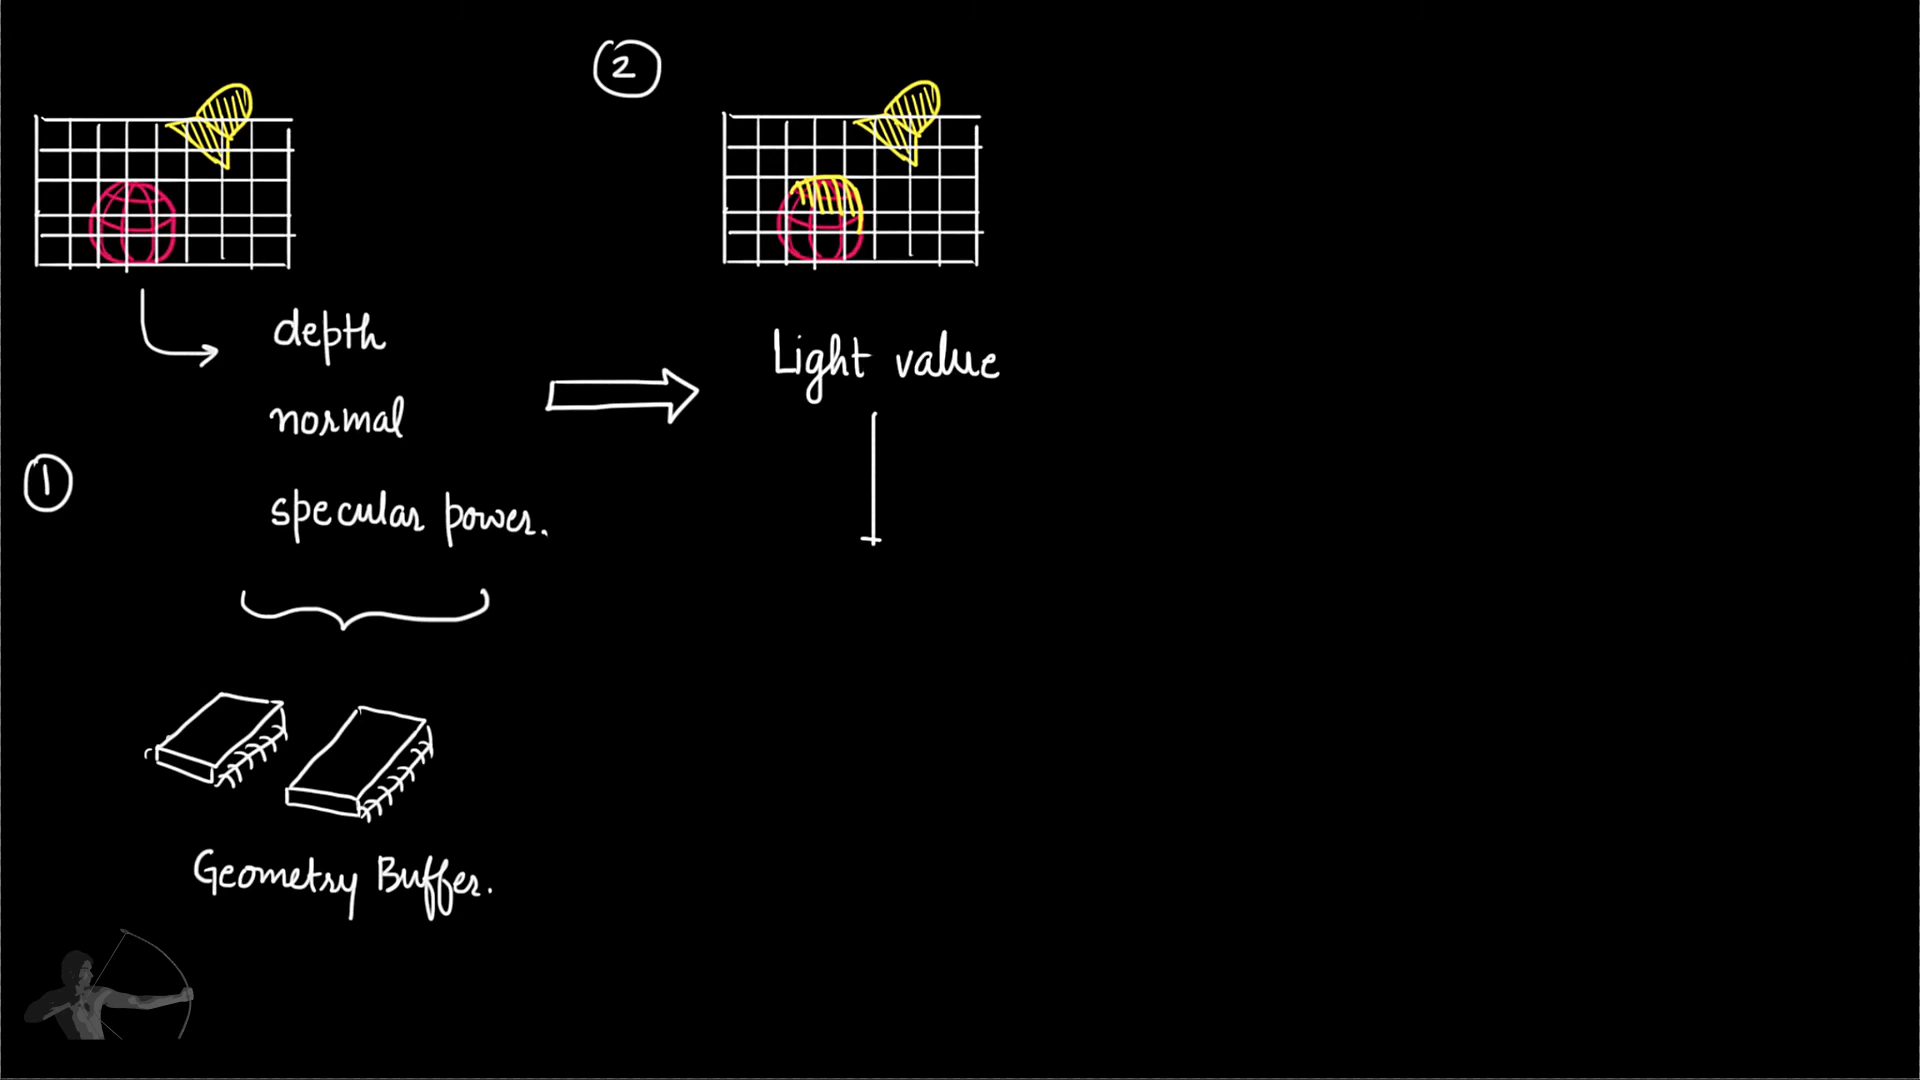 1
depth
normal
specular power.
Geometry Buffer.
2
Light value